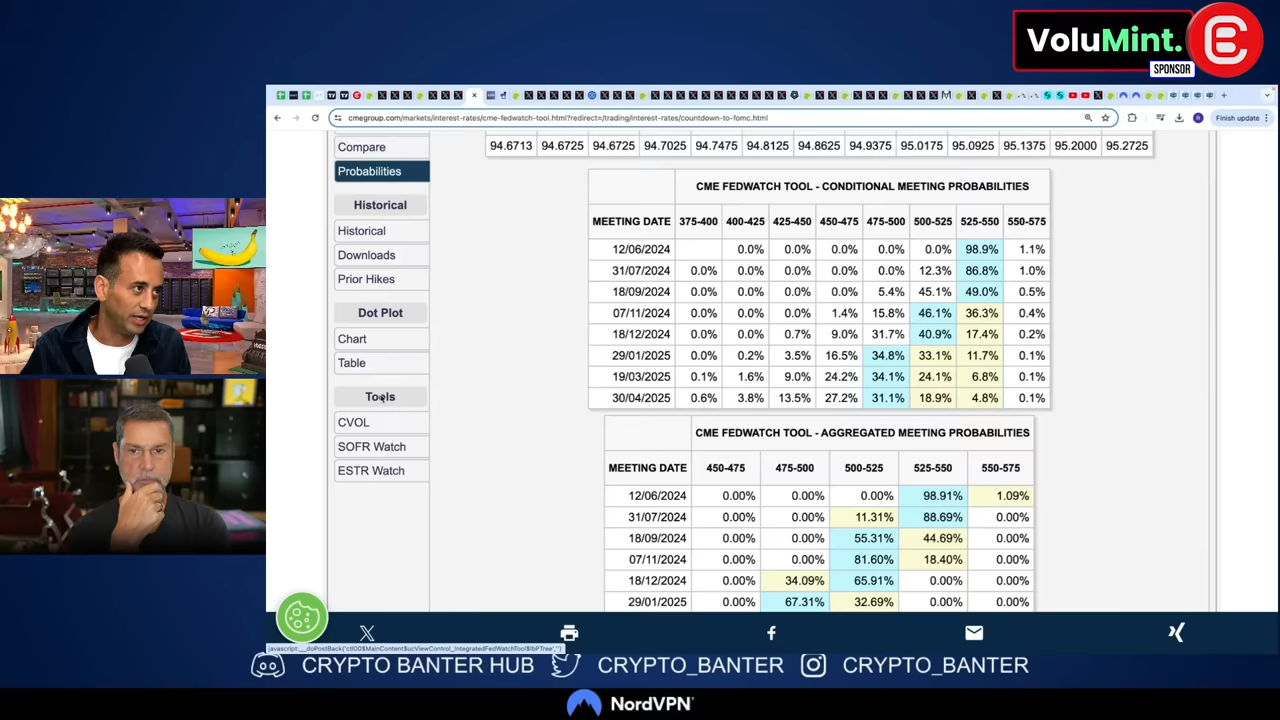 VoluMint.
SPONSOR
cmegroup.com/markets/interest-rates/cme-fedwatch-tool.html?redirect=/trading/interest-rates/countdown-to-fomc.html
Finish update
Compare
Probabilities
Historical
Historical
Downloads
Prior Hikes
Dot Plot
Chart
Table
Tools
CVOL
SOFR Watch
ESTR Watch
94.6713 94.6725 94.6725 94.7025 94.7475 94.8125 94.8625 94.9375 95.0175 95.0925 95.1375 95.2000 95.2725
CME FEDWATCH TOOL - CONDITIONAL MEETING PROBABILITIES
MEETING DATE 375-400 400-425 425-450 450-475 475-500 500-525 525-550 550-575
12/06/2024 0.0% 0.0% 0.0% 0.0% 0.0% 98.9% 1.1%
31/07/2024 0.0% 0.0% 0.0% 0.0% 0.0% 12.3% 86.8% 1.0%
18/09/2024 0.0% 0.0% 0.0% 0.0% 5.4% 45.1% 49.0% 0.5%
07/11/2024 0.0% 0.0% 0.0% 1.4% 15.8% 46.1% 36.3% 0.4%
18/12/2024 0.0% 0.0% 0.7% 9.0% 31.7% 40.9% 17.4% 0.2%
29/01/2025 0.0% 0.2% 3.5% 16.5% 34.8% 33.1% 11.7% 0.1%
19/03/2025 0.1% 1.6% 9.0% 24.2% 34.1% 24.1% 6.8% 0.1%
30/04/2025 0.6% 3.8% 13.5% 27.2% 31.1% 18.9% 4.8% 0.1%
CME FEDWATCH TOOL - AGGREGATED MEETING PROBABILITIES
MEETING DATE 450-475 475-500 500-525 525-550 550-575
12/06/2024 0.00% 0.00% 0.00% 98.91% 1.09%
31/07/2024 0.00% 0.00% 11.31% 88.69% 0.00%
18/09/2024 0.00% 0.00% 55.31% 44.69% 0.00%
07/11/2024 0.00% 0.00% 81.60% 18.40% 0.00%
18/12/2024 0.00% 34.09% 65.91% 0.00% 0.00%
29/01/2025 0.00% 67.31% 32.69% 0.00% 0.00%
javascript:__doPostBack('ctl00$MainContent$ucViewControl_IntegratedFedWatchTool$lbPTree','')
CRYPTO BANTER HUB CRYPTO_BANTER CRYPTO_BANTER
NordVPN